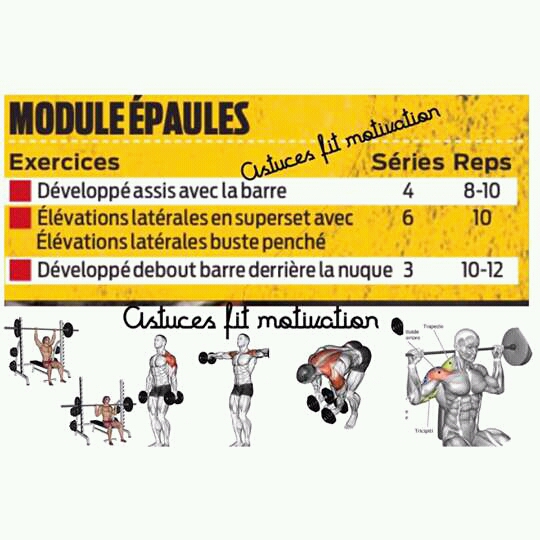 MODULE ÉPAULES
Astuces fit motivation
Exercices Séries Reps
Développé assis avec la barre 4 8-10
Élévations latérales en superset avec 6 10
Élévations latérales buste penché
Développé debout barre derrière la nuque 3 10-12
Astuces fit motivation
Trapezie
Tricipiti